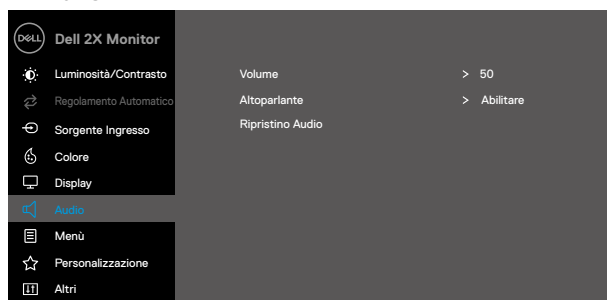 DELL Dell 2X Monitor
Luminosità/Contrasto Volume > 50
Regolamento Automatico Altoparlante > Abilitare
Sorgente Ingresso Ripristino Audio
Colore
Display
Audio
Menù
Personalizzazione
Altri